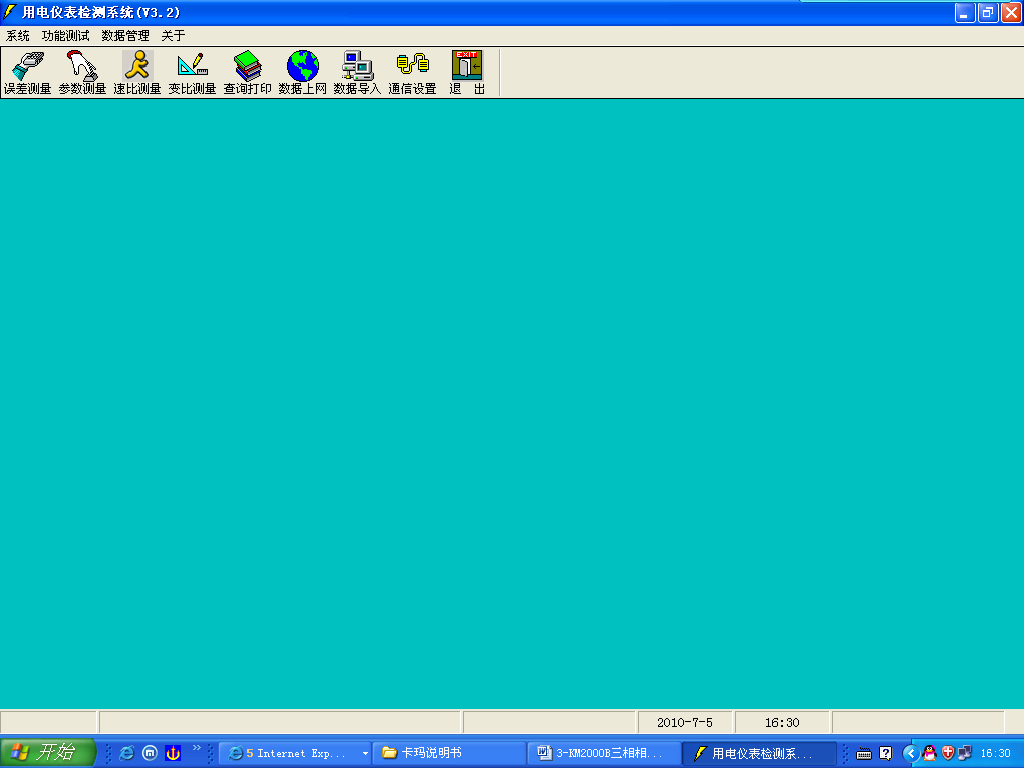 用电仪表检测系统(V3.2)
系统 功能测试 数据管理 关于
EXIT
误差测量 参数测量 速比测量 变比测量 查询打印 数据上网 数据导入 通信设置 退 出
2010-7-5 16:30
开始 5 Internet Exp... 卡玛说明书 3-KM2000B三相相... 用电仪表检测系... 16:30